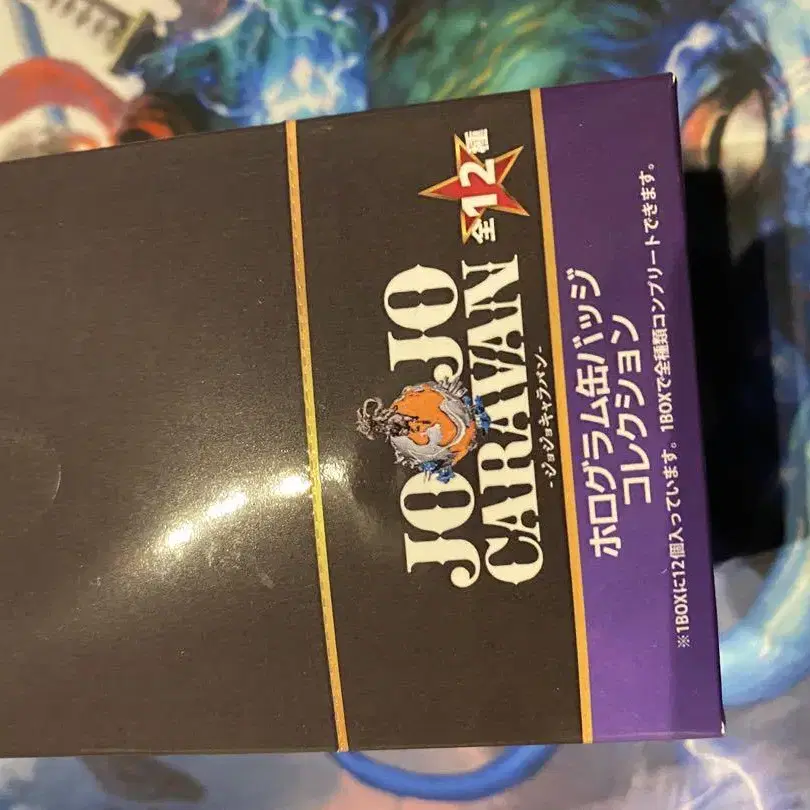 JOJO
CARAVAN
-ジョジョキャラバン-
全12種
ホログラム缶バッジ
コレクション
※1BOXに12個入っています。1BOXで全種類コンプリートできます。